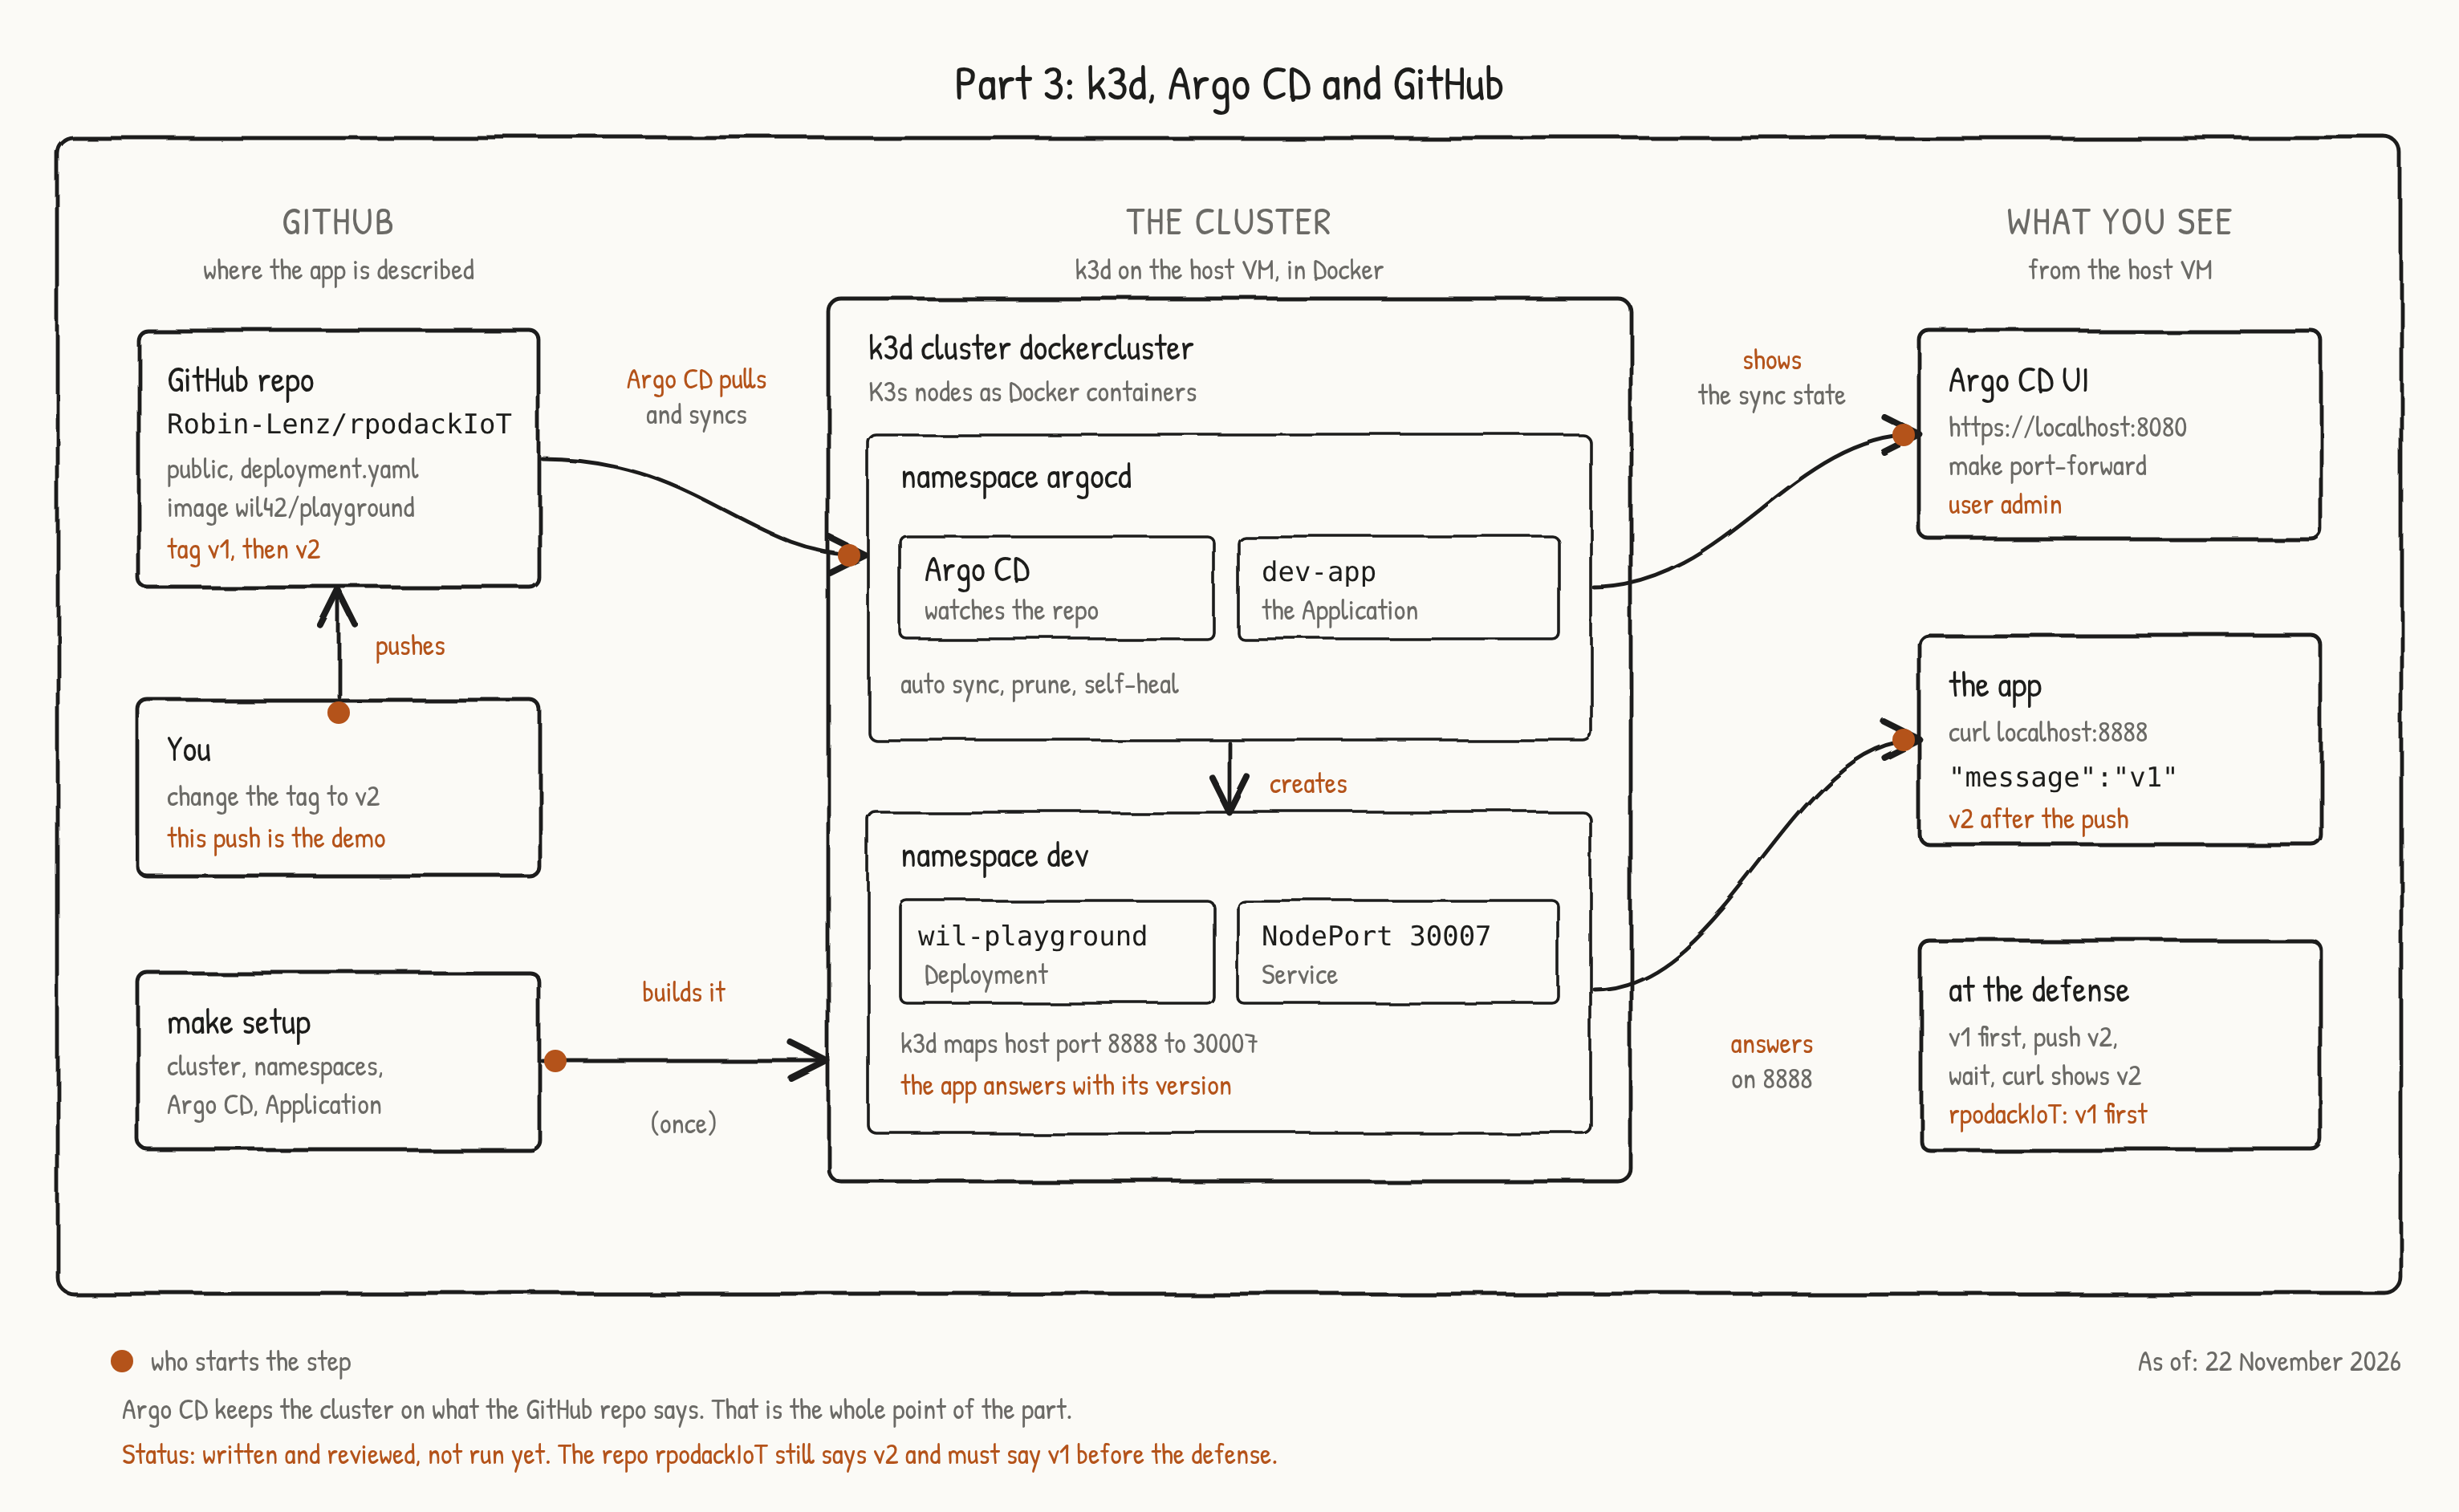 Part 3: k3d, Argo CD and GitHub
GITHUB
where the app is described
GitHub repo
Robin-Lenz/rpodackIoT
public, deployment.yaml
image wil42/playground
tag v1, then v2
pushes
You
change the tag to v2
this push is the demo
make setup
cluster, namespaces,
Argo CD, Application
Argo CD pulls
and syncs
builds it
(once)
THE CLUSTER
k3d on the host VM, in Docker
k3d cluster dockercluster
K3s nodes as Docker containers
namespace argocd
Argo CD
watches the repo
dev-app
the Application
auto sync, prune, self-heal
creates
namespace dev
wil-playground
Deployment
NodePort 30007
Service
k3d maps host port 8888 to 30007
the app answers with its version
shows
the sync state
answers
on 8888
WHAT YOU SEE
from the host VM
Argo CD UI
https://localhost:8080
make port-forward
user admin
the app
curl localhost:8888
"message":"v1"
v2 after the push
at the defense
v1 first, push v2,
wait, curl shows v2
rpodackIoT: v1 first
who starts the step
As of: 22 November 2026
Argo CD keeps the cluster on what the GitHub repo says. That is the whole point of the part.
Status: written and reviewed, not run yet. The repo rpodackIoT still says v2 and must say v1 before the defense.